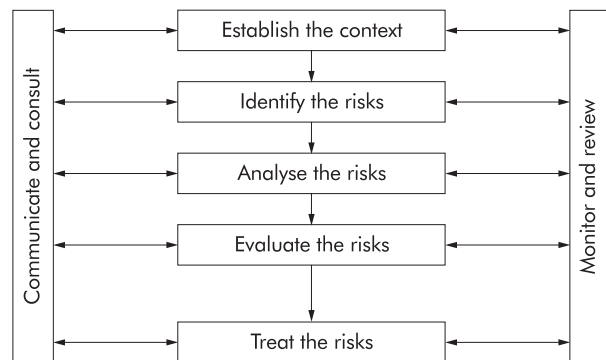 Communicate and consult
Establish the context
Identify the risks
Analyse the risks
Evaluate the risks
Treat the risks
Monitor and review